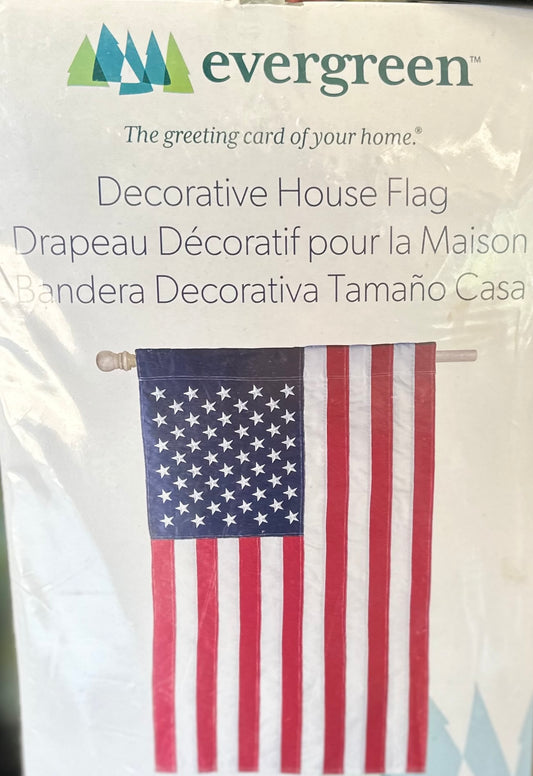 evergreen™
The greeting card of your home.®
Decorative House Flag
Drapeau Décoratif pour la Maison
Bandera Decorativa Tamaño Casa